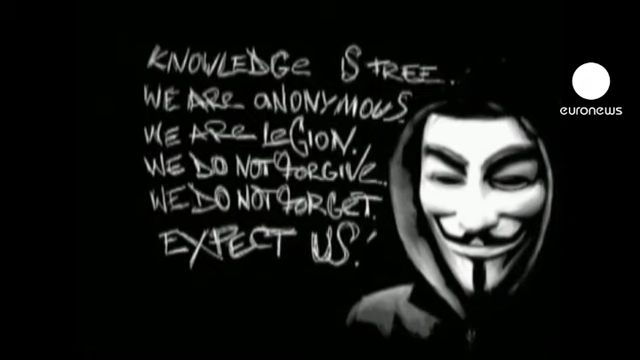 KNOWLEDGE IS FREE.
WE ARE ANONYMOUS.
WE ARE LEGION.
WE DO NOT FORGIVE.
WE DO NOT FORGET.
EXPECT US!
euronews